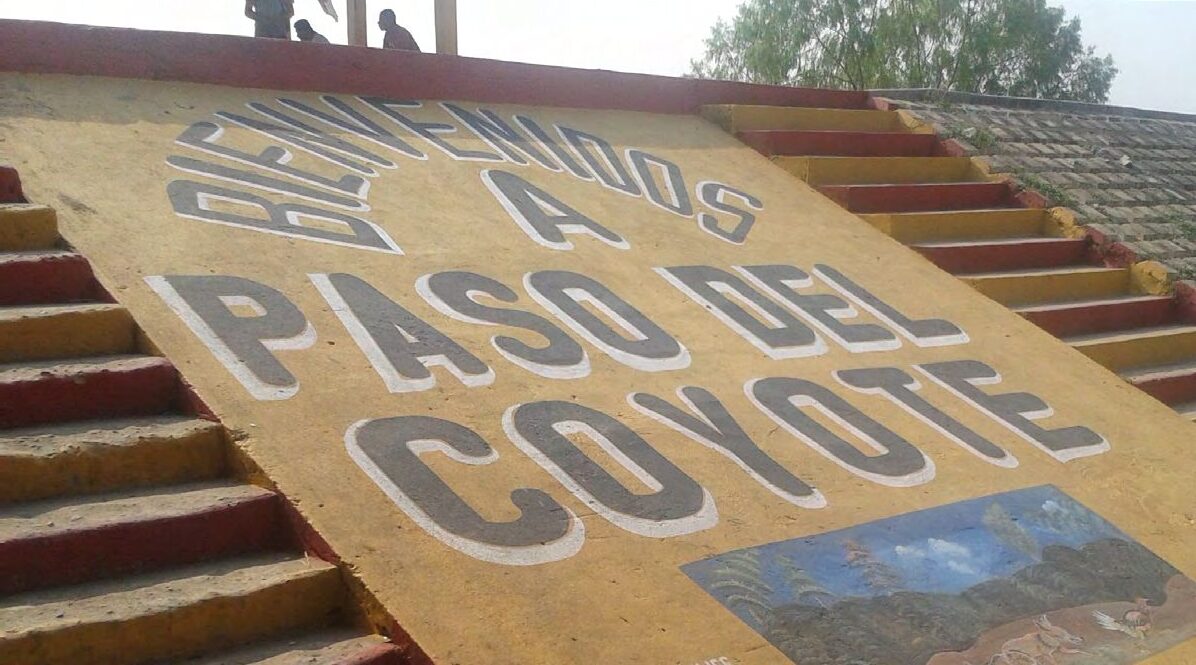 BIENVENIDOS
A
PASO DEL
COYOTE